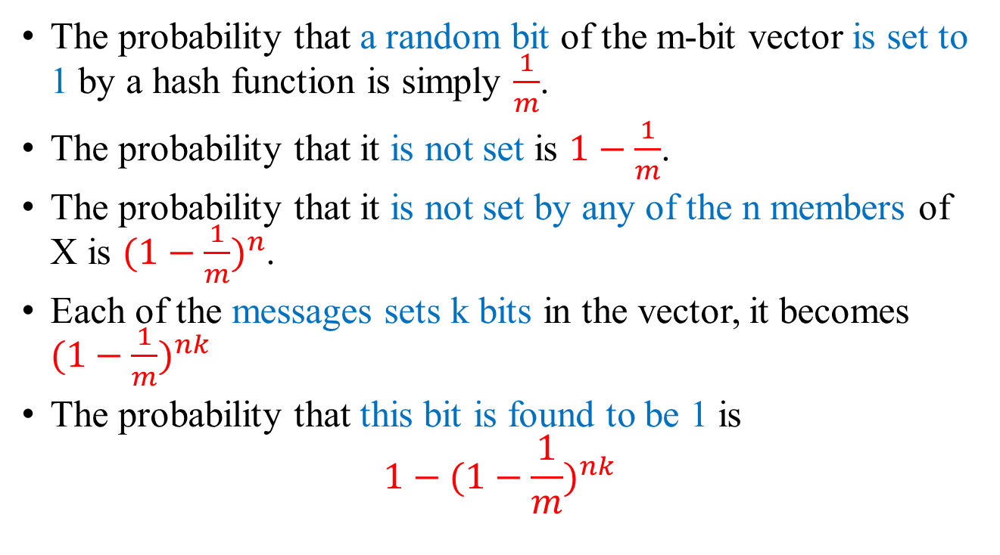 • The probability that a random bit of the m-bit vector is set to
1 by a hash function is simply $\frac{1}{m}$.
• The probability that it is not set is $1 - \frac{1}{m}$.
• The probability that it is not set by any of the n members of
X is $(1 - \frac{1}{m})^n$.
• Each of the messages sets k bits in the vector, it becomes
$(1 - \frac{1}{m})^{nk}$
• The probability that this bit is found to be 1 is
$1 - (1 - \frac{1}{m})^{nk}$